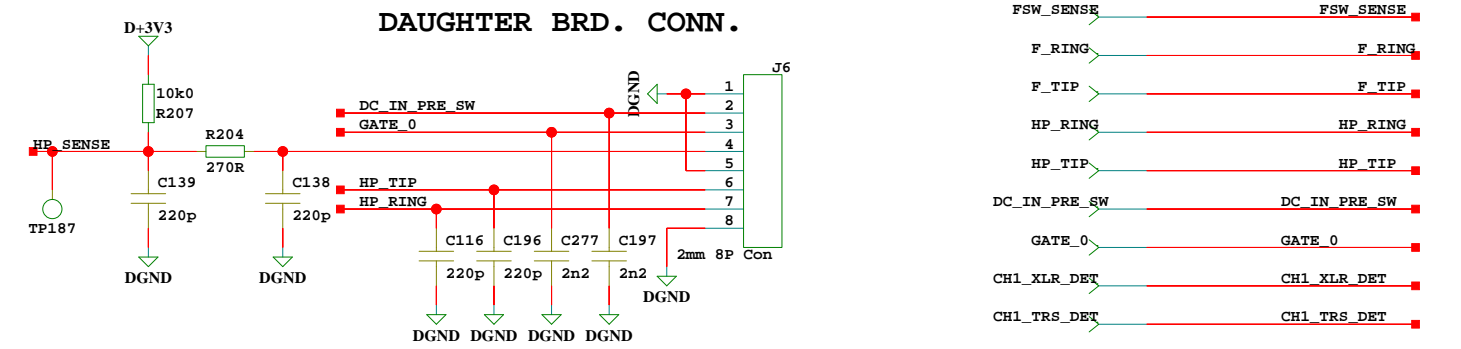 DAUGHTER BRD. CONN.
D+3V3
10k0
R207
HP_SENSE
R204
270R
C139
220p
C138
220p
TP187
DGND
DGND
DC_IN_PRE_SW
GATE_0
HP_TIP
HP_RING
C116
220p
C196
220p
C277
2n2
C197
2n2
DGND
DGND
DGND
DGND
DGND
J6
1
2
3
4
5
6
7
8
2mm 8P Con
DGND
FSW_SENSE
FSW_SENSE
F_RING
F_RING
F_TIP
F_TIP
HP_RING
HP_RING
HP_TIP
HP_TIP
DC_IN_PRE_SW
DC_IN_PRE_SW
GATE_0
GATE_0
CH1_XLR_DET
CH1_XLR_DET
CH1_TRS_DET
CH1_TRS_DET